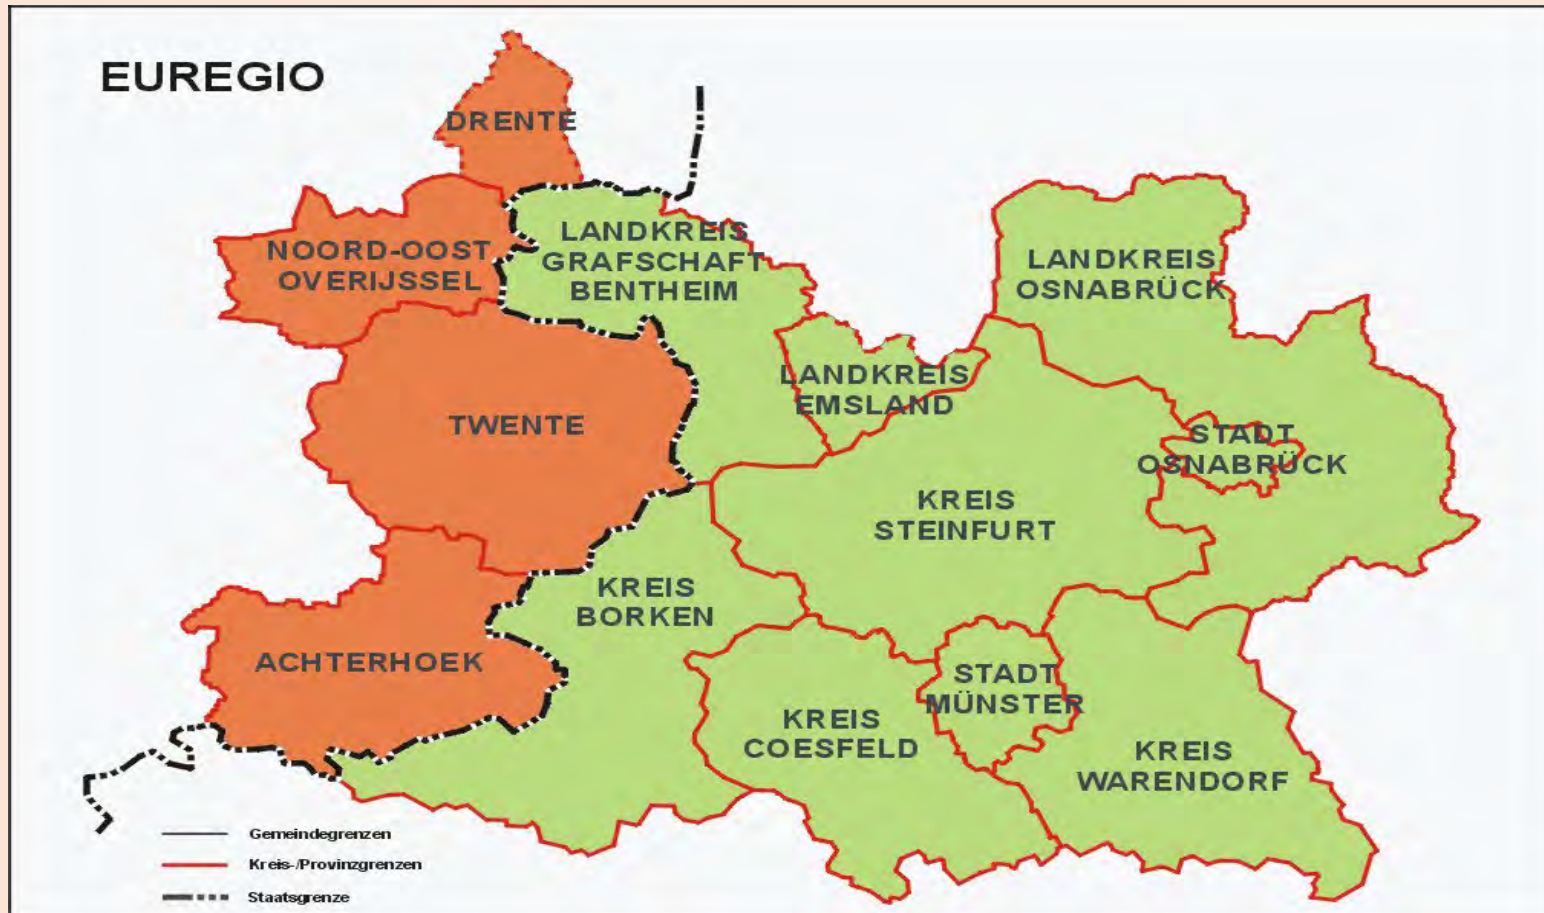 EUREGIO
DRENTE
NOORD-OOST
OVERIJSSEL
LANDKREIS
GRAFSCHAFT
BENTHEIM
LANDKREIS
OSNABRÜCK
LANDKREIS
EMSLAND
TWENTE
STADT
OSNABRÜCK
KREIS
STEINFURT
KREIS
BORKEN
ACHTERHOEK
STADT
MÜNSTER
KREIS
COESFELD
KREIS
WARENDORF
Gemeindegrenzen
Kreis-/Provinzgrenzen
Staatsgrenze